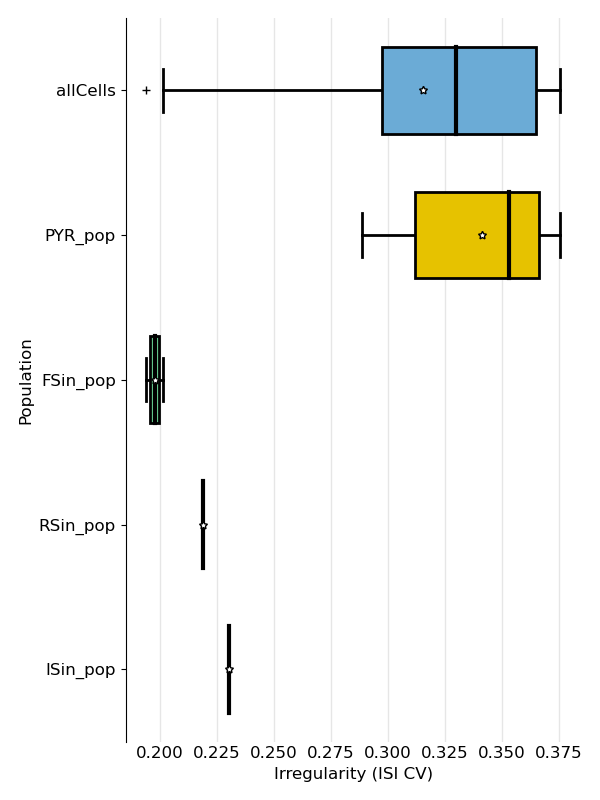 allCells
PYR_pop
FSin_pop
RSin_pop
ISin_pop
Population
0.200 0.225 0.250 0.275 0.300 0.325 0.350 0.375
Irregularity (ISI CV)